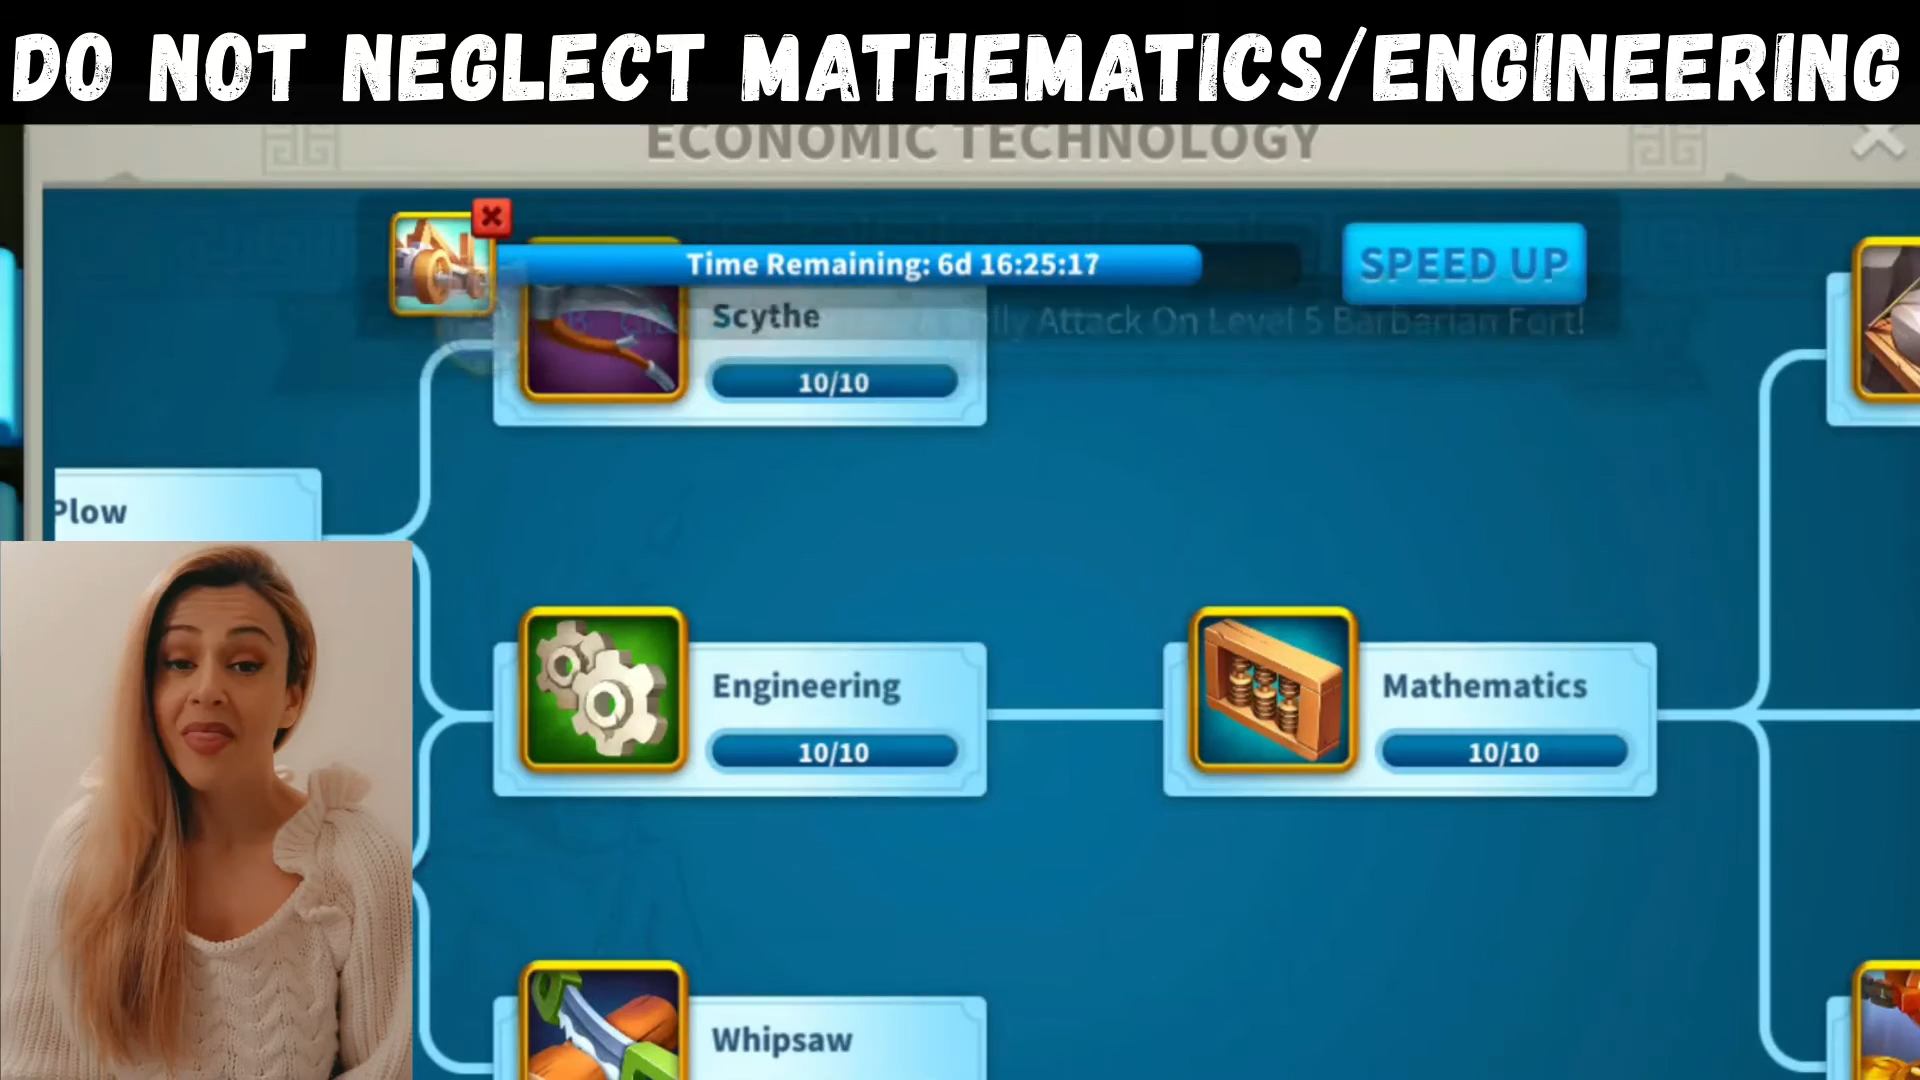 DO NOT NEGLECT MATHEMATICS/ENGINEERING
ECONOMIC TECHNOLOGY
Time Remaining: 6d 16:25:17
SPEED UP
Scythe
Attack On Level 5 Barbarian Fort!
10/10
Plow
Engineering
10/10
Mathematics
10/10
Whipsaw